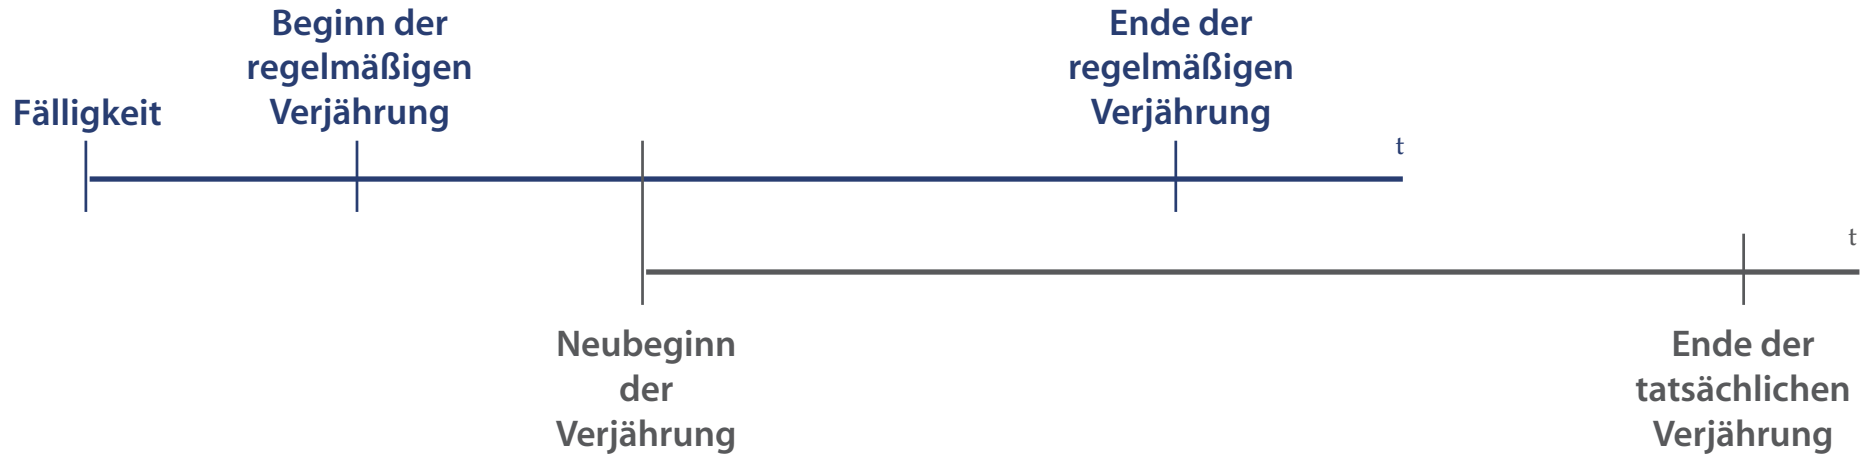 Fälligkeit
Beginn der
regelmäßigen
Verjährung
Ende der
regelmäßigen
Verjährung
t
t
Neubeginn
der
Verjährung
Ende der
tatsächlichen
Verjährung